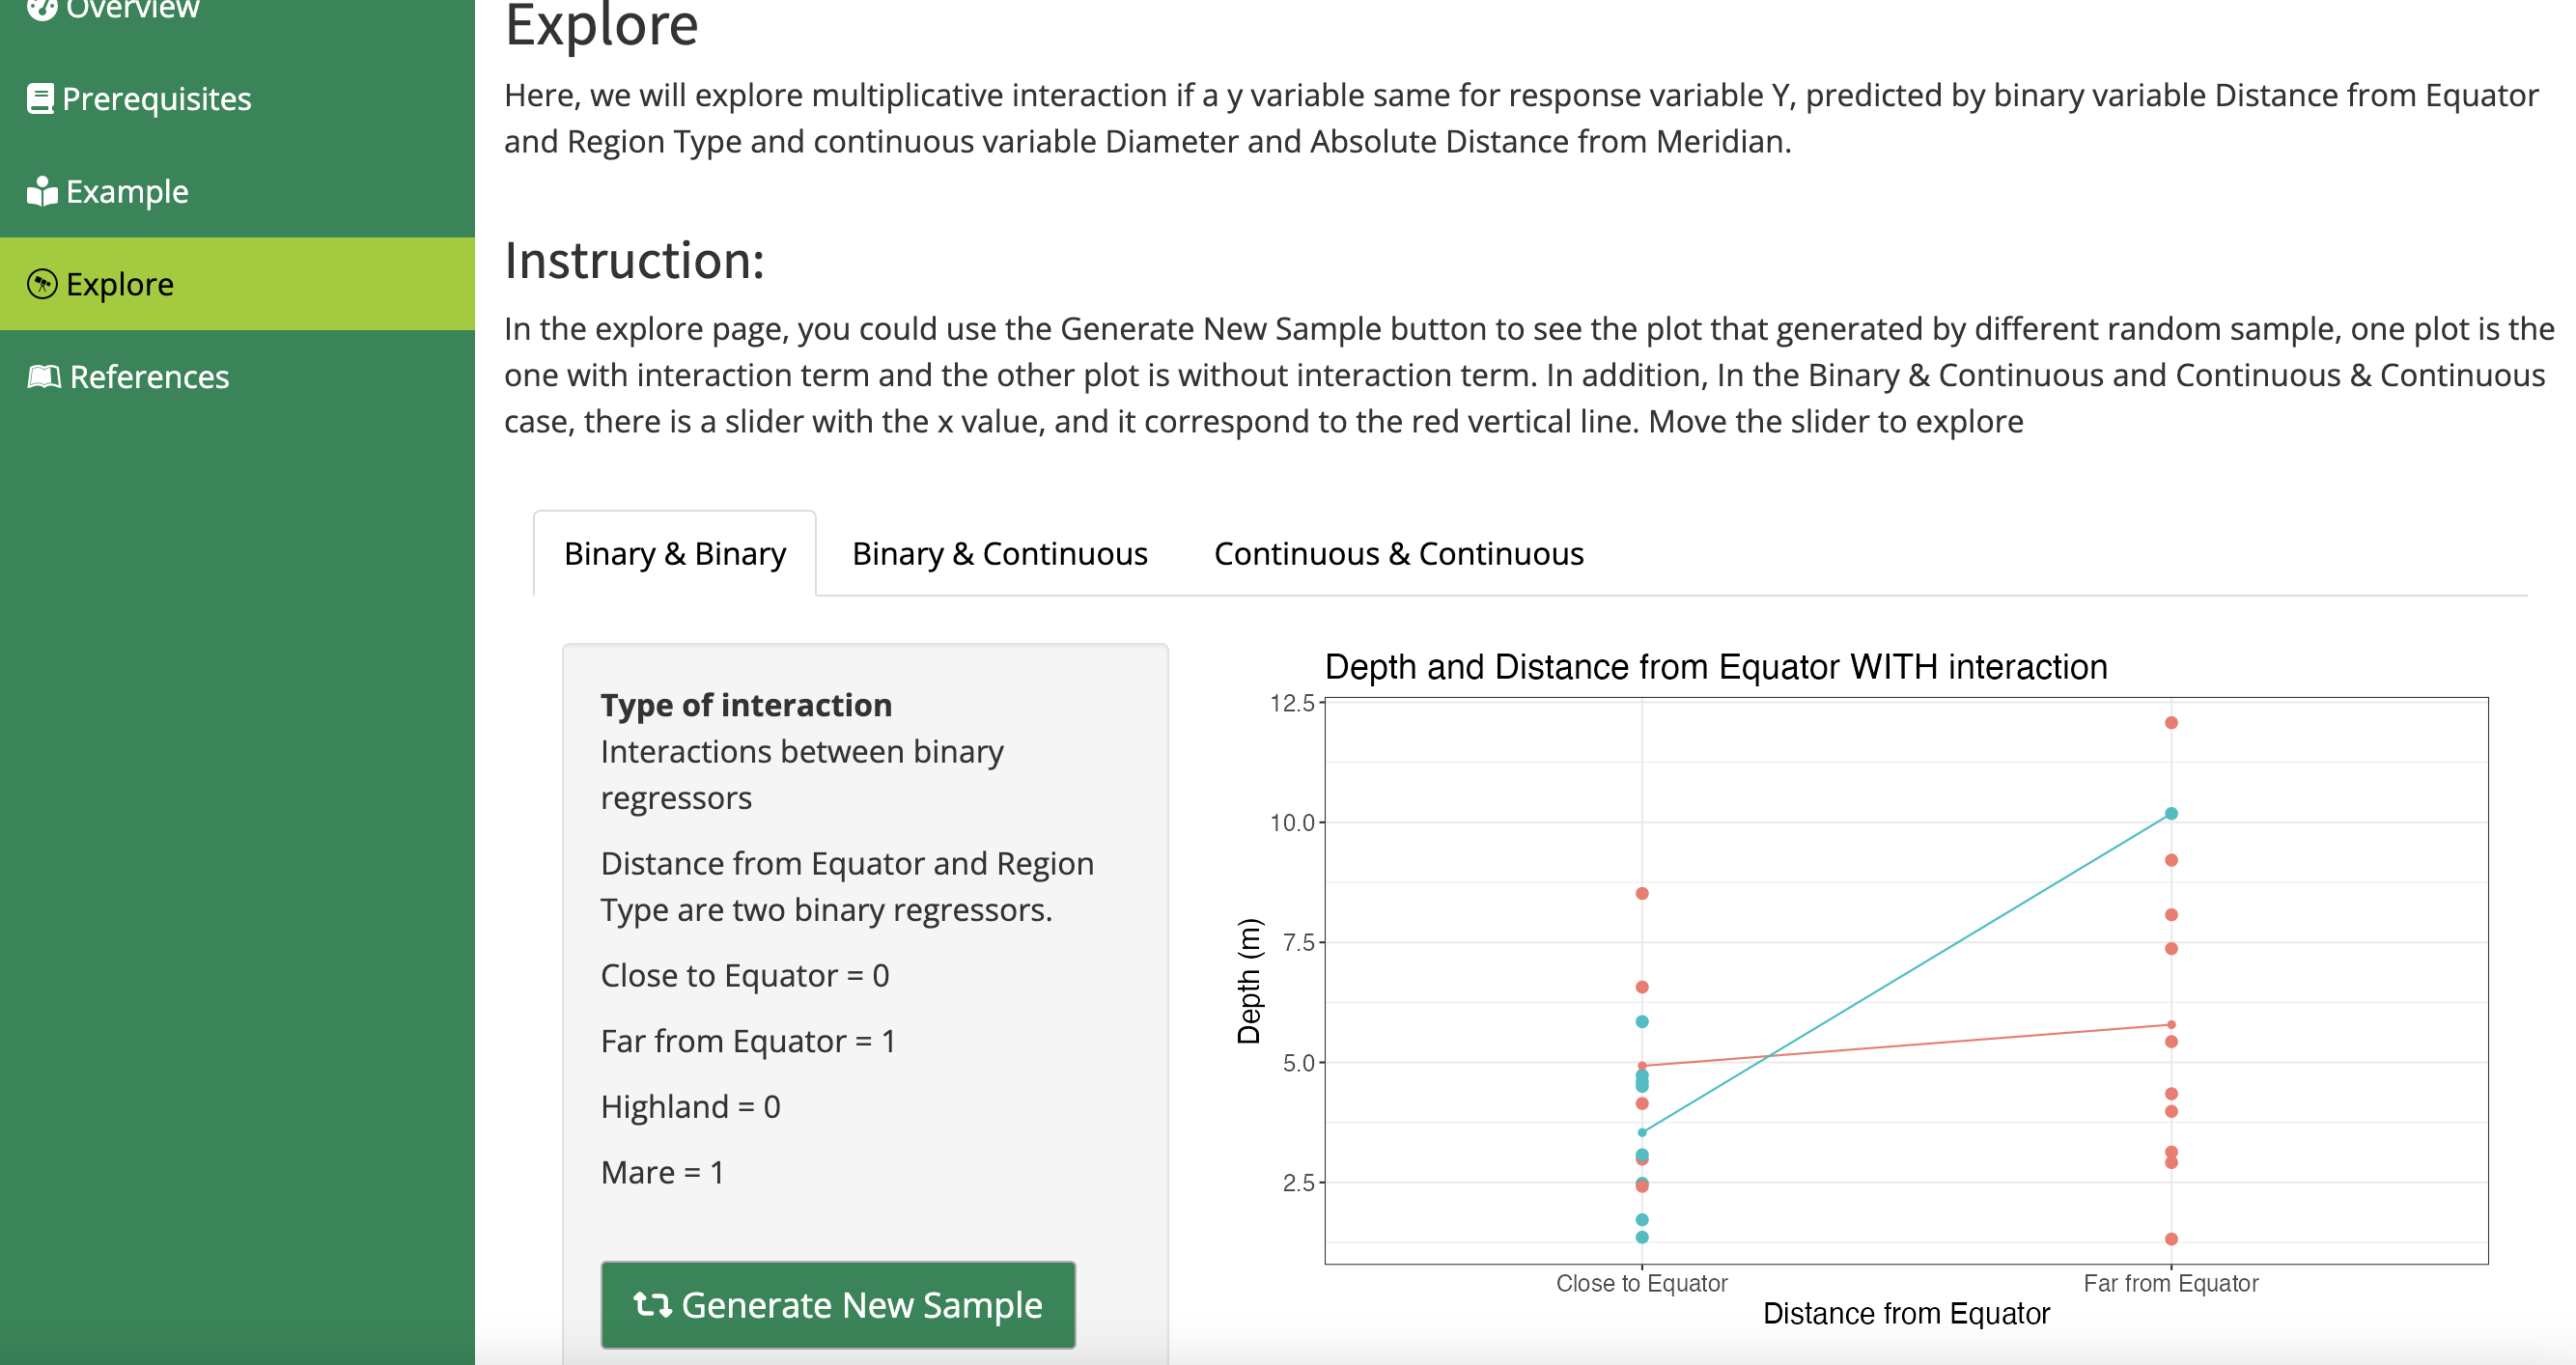 Overview
Prerequisites
Example
Explore
References
Explore
Here, we will explore multiplicative interaction if a y variable same for response variable Y, predicted by binary variable Distance from Equator
and Region Type and continuous variable Diameter and Absolute Distance from Meridian.
Instruction:
In the explore page, you could use the Generate New Sample button to see the plot that generated by different random sample, one plot is the
one with interaction term and the other plot is without interaction term. In addition, In the Binary & Continuous and Continuous & Continuous
case, there is a slider with the x value, and it correspond to the red vertical line. Move the slider to explore
Binary & Binary
Binary & Continuous
Continuous & Continuous
Type of interaction
Interactions between binary
regressors
Distance from Equator and Region
Type are two binary regressors.
Close to Equator = 0
Far from Equator = 1
Highland = 0
Mare = 1
Generate New Sample
Depth and Distance from Equator WITH interaction
Depth (m)
12.5
10.0
7.5
5.0
2.5
Close to Equator
Far from Equator
Distance from Equator